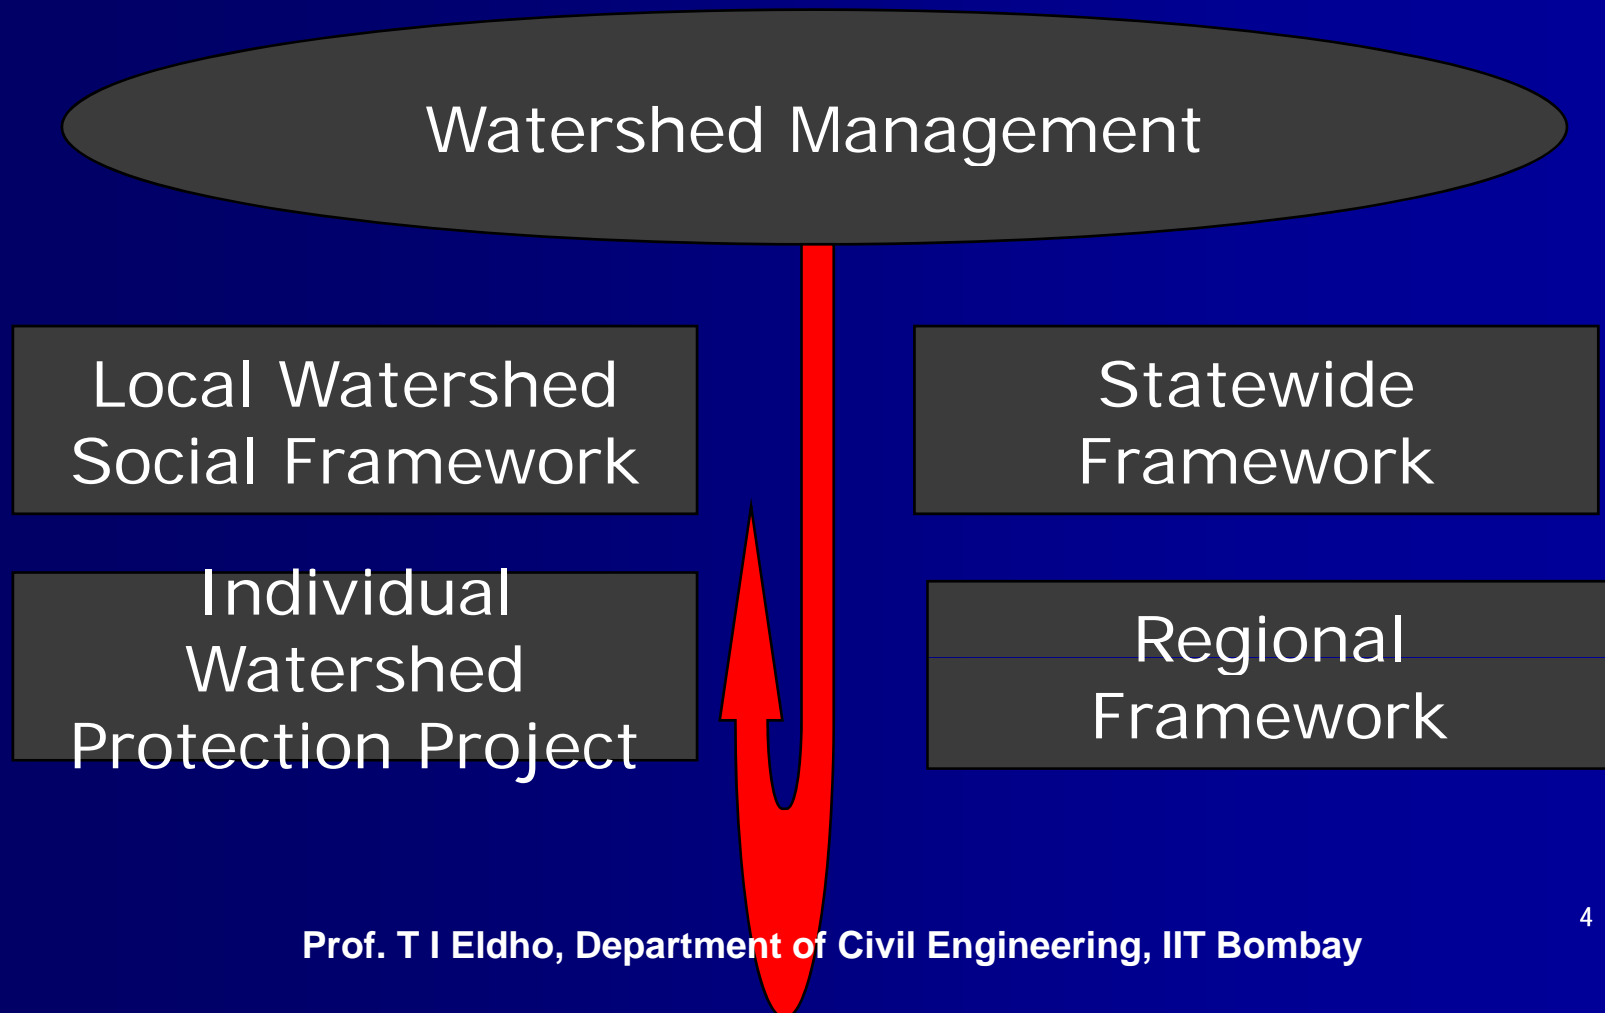 Watershed Management
Local Watershed
Social Framework
Statewide
Framework
Individual
Watershed
Protection Project
Regional
Framework
4
Prof. T I Eldho, Department of Civil Engineering, IIT Bombay